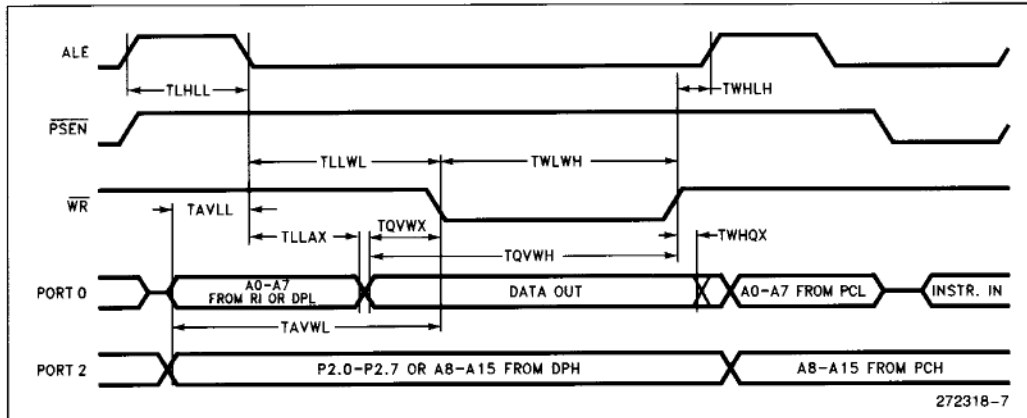 ALE
TLHLL
TWHLH
PSEN
TLLWL
TWLWH
WR
TAVLL
TQVWX
TLLAX
TWHQX
TQVWH
PORT 0
A0-A7
FROM RI OR DPL
DATA OUT
A0-A7 FROM PCL
INSTR. IN
TAVWL
PORT 2
P2.0-P2.7 OR A8-A15 FROM DPH
A8-A15 FROM PCH
272318-7